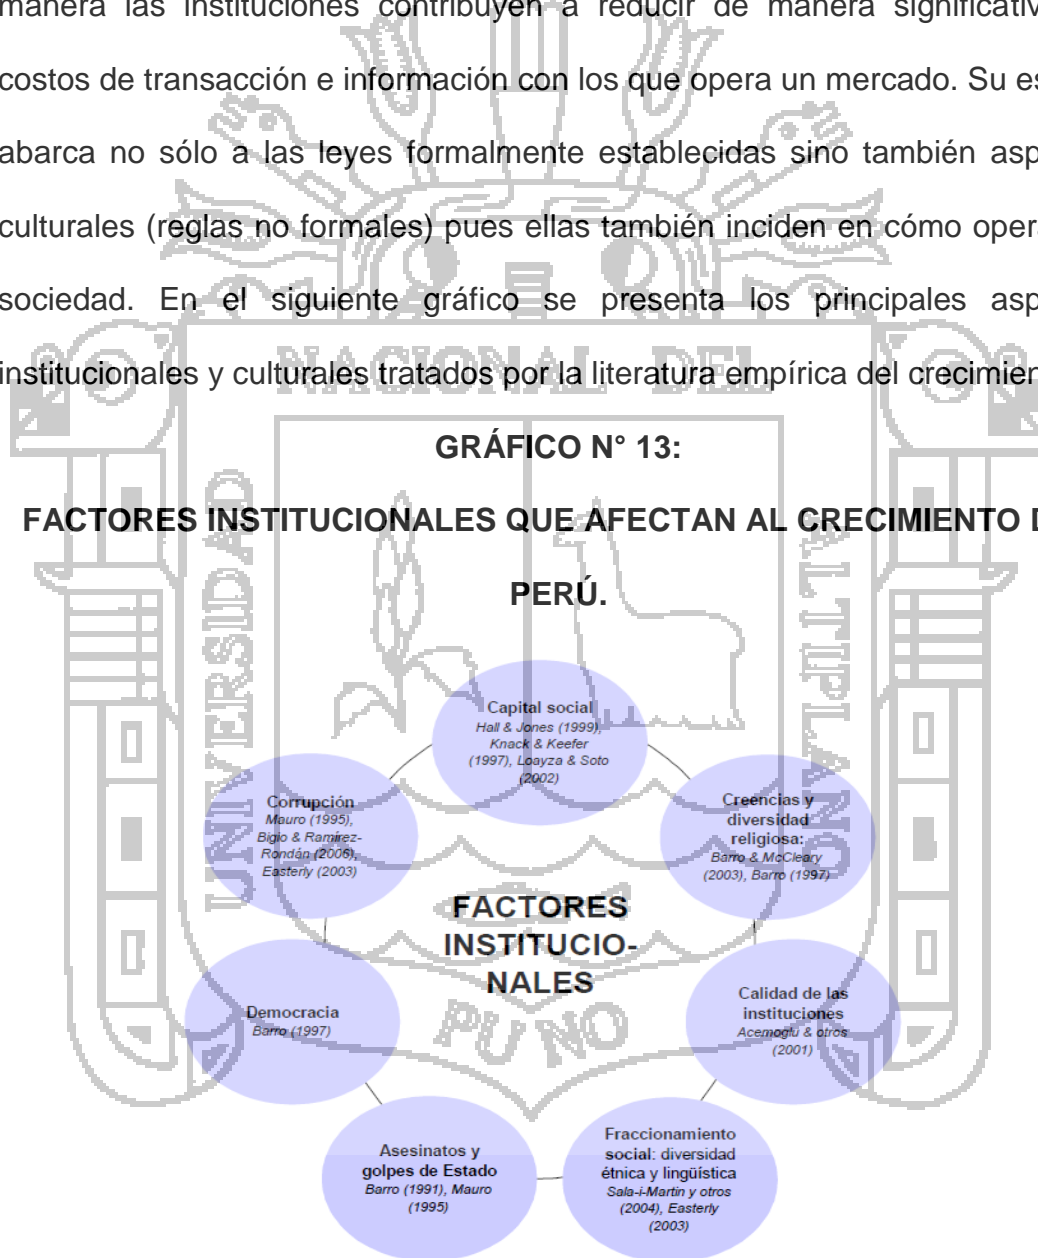 manera las instituciones contribuyen a reducir de manera significativ
costos de transacción e información con los que opera un mercado. Su es
abarca no sólo a las leyes formalmente establecidas sino también asp
culturales (reglas no formales) pues ellas también inciden en cómo oper
sociedad. En el siguiente gráfico se presenta los principales asp
institucionales y culturales tratados por la literatura empírica del crecimien
GRÁFICO N° 13:
FACTORES INSTITUCIONALES QUE AFECTAN AL CRECIMIENTO D
PERÚ.
Capital social
Hall & Jones (1999),
Knack & Keefer
(1997), Loayza & Soto
(2002)
Creencias y
diversidad
religiosa:
Barro & McCleary
(2003), Barro (1997)
Calidad de las
instituciones
Acemoglu & otros
(2001)
Fraccionamiento
social: diversidad
étnica y lingüística
Sala-i-Martin y otros
(2004), Easterly
(2003)
Asesinatos y
golpes de Estado
Barro (1991), Mauro
(1995)
Democracia
Barro (1997)
Corrupción
Mauro (1995),
Bigio & Ramírez-
Rondán (2006),
Easterly (2003)
FACTORES
INSTITUCIO-
NALES
UNIVERSIDAD
NACIONAL DEL
ALTIPLANO
PUNO